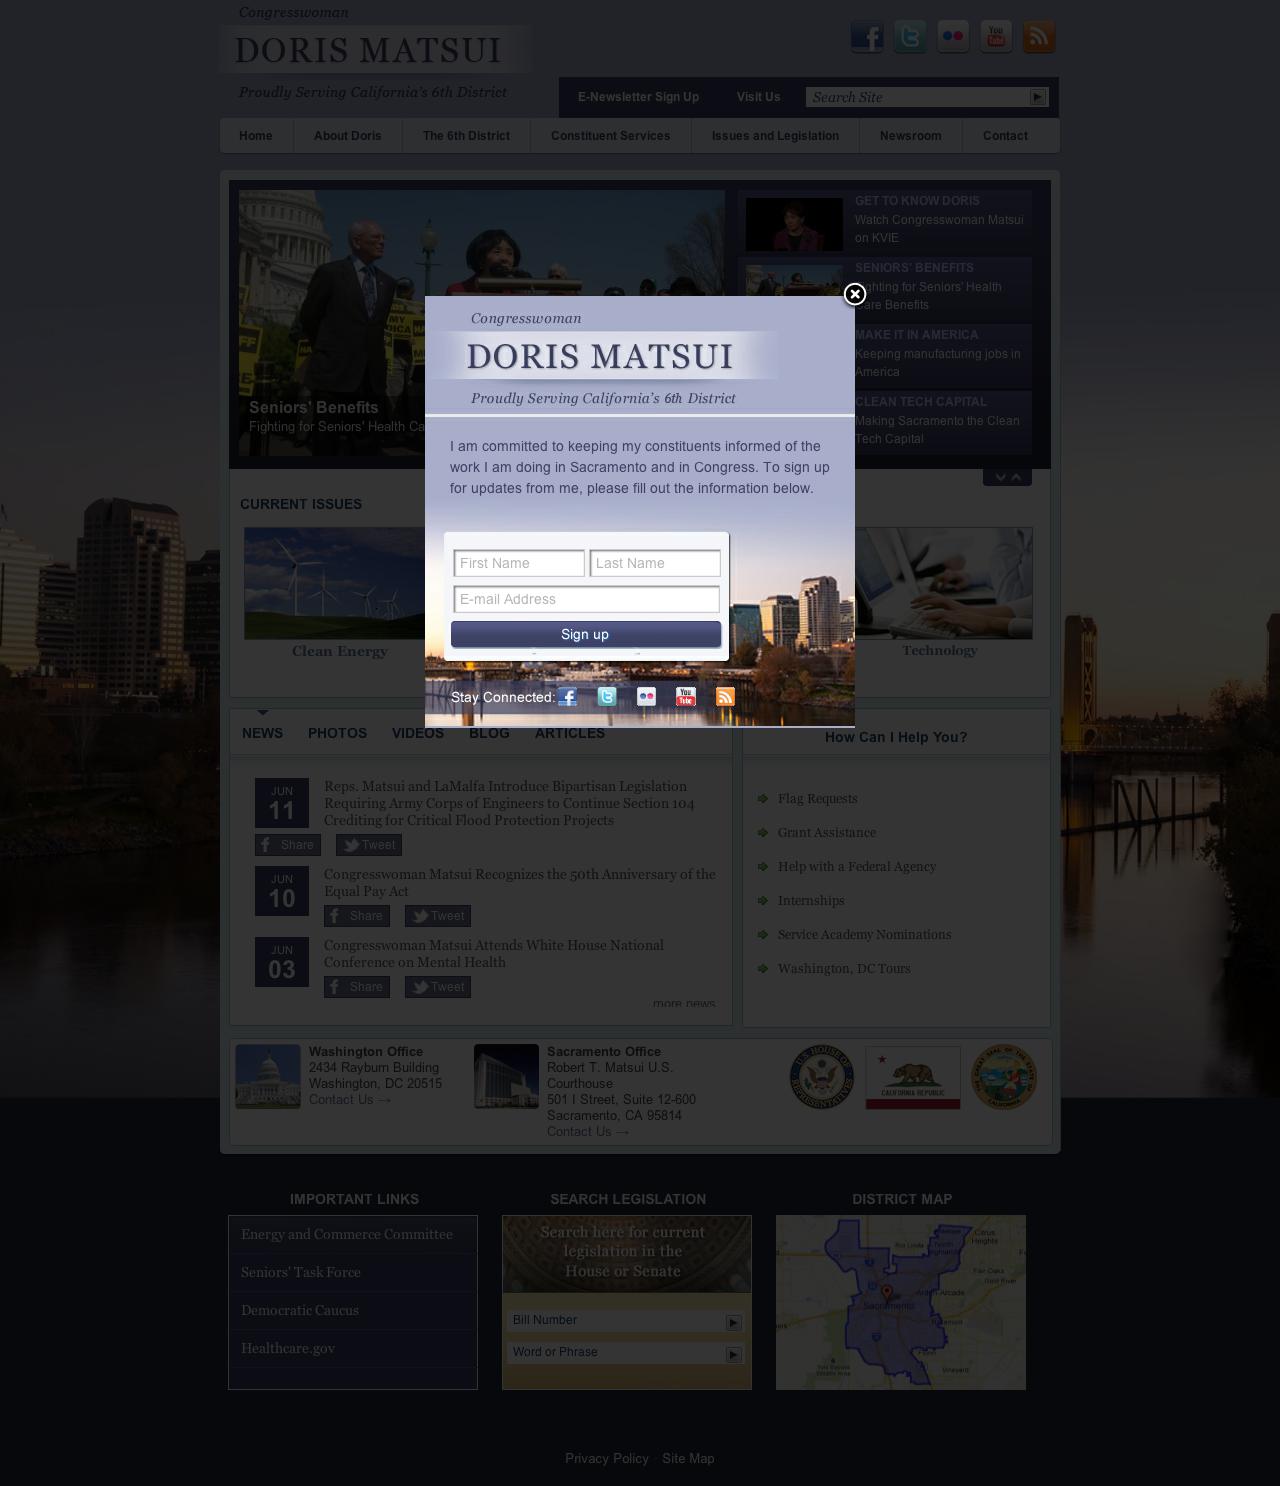 Congresswoman
DORIS MATSUI
Proudly Serving California's 6th District
E-Newsletter Sign Up
Visit Us
Search Site
Home
About Doris
The 6th District
Constituent Services
Issues and Legislation
Newsroom
Contact
Seniors' Benefits
Fighting for Seniors' Health Ca
GET TO KNOW DORIS
Watch Congresswoman Matsui
on KVIE
SENIORS' BENEFITS
Fighting for Seniors' Health
Care Benefits
MAKE IT IN AMERICA
Keeping manufacturing jobs in
America
CLEAN TECH CAPITAL
Making Sacramento the Clean
Tech Capital
Congresswoman
DORIS MATSUI
Proudly Serving California's 6th District
I am committed to keeping my constituents informed of the
work I am doing in Sacramento and in Congress. To sign up
for updates from me, please fill out the information below.
First Name
Last Name
E-mail Address
Sign up
Stay Connected:
CURRENT ISSUES
Clean Energy
Technology
NEWS
PHOTOS
VIDEOS
BLOG
ARTICLES
JUN
11
Reps. Matsui and LaMalfa Introduce Bipartisan Legislation
Requiring Army Corps of Engineers to Continue Section 104
Crediting for Critical Flood Protection Projects
Share
Tweet
JUN
10
Congresswoman Matsui Recognizes the 50th Anniversary of the
Equal Pay Act
Share
Tweet
JUN
03
Congresswoman Matsui Attends White House National
Conference on Mental Health
Share
Tweet
more news
How Can I Help You?
Flag Requests
Grant Assistance
Help with a Federal Agency
Internships
Service Academy Nominations
Washington, DC Tours
Washington Office
2434 Rayburn Building
Washington, DC 20515
Contact Us →
Sacramento Office
Robert T. Matsui U.S.
Courthouse
501 I Street, Suite 12-600
Sacramento, CA 95814
Contact Us →
CALIFORNIA REPUBLIC
IMPORTANT LINKS
Energy and Commerce Committee
Seniors' Task Force
Democratic Caucus
Healthcare.gov
SEARCH LEGISLATION
Search here for current
legislation in the
House or Senate
Bill Number
Word or Phrase
DISTRICT MAP
Citrus
Heights
Rio Linda
Fair Oaks
Gold River
Arden-Arcade
Sacramento
Rosemont
Florin
Vineyard
Privacy Policy · Site Map